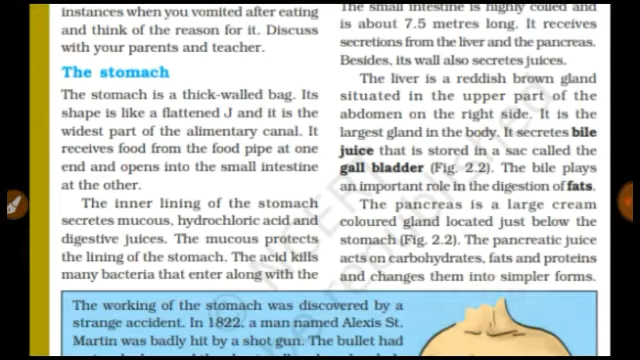 instances when you vomited after eating
and think of the reason for it. Discuss
with your parents and teacher.
The stomach
The stomach is a thick-walled bag. Its
shape is like a flattened J and it is the
widest part of the alimentary canal. It
receives food from the food pipe at one
end and opens into the small intestine
at the other.
The inner lining of the stomach
secretes mucous, hydrochloric acid and
digestive juices. The mucous protects
the lining of the stomach. The acid kills
many bacteria that enter along with the
The small intestine is highly coiled and
is about 7.5 metres long. It receives
secretions from the liver and the pancreas.
Besides, its wall also secretes juices.
The liver is a reddish brown gland
situated in the upper part of the
abdomen on the right side. It is the
largest gland in the body. It secretes bile
juice that is stored in a sac called the
gall bladder (Fig. 2.2). The bile plays
an important role in the digestion of fats.
The pancreas is a large cream
coloured gland located just below the
stomach (Fig. 2.2). The pancreatic juice
acts on carbohydrates, fats and proteins
and changes them into simpler forms.
The working of the stomach was discovered by a
strange accident. In 1822, a man named Alexis St.
Martin was badly hit by a shot gun. The bullet had